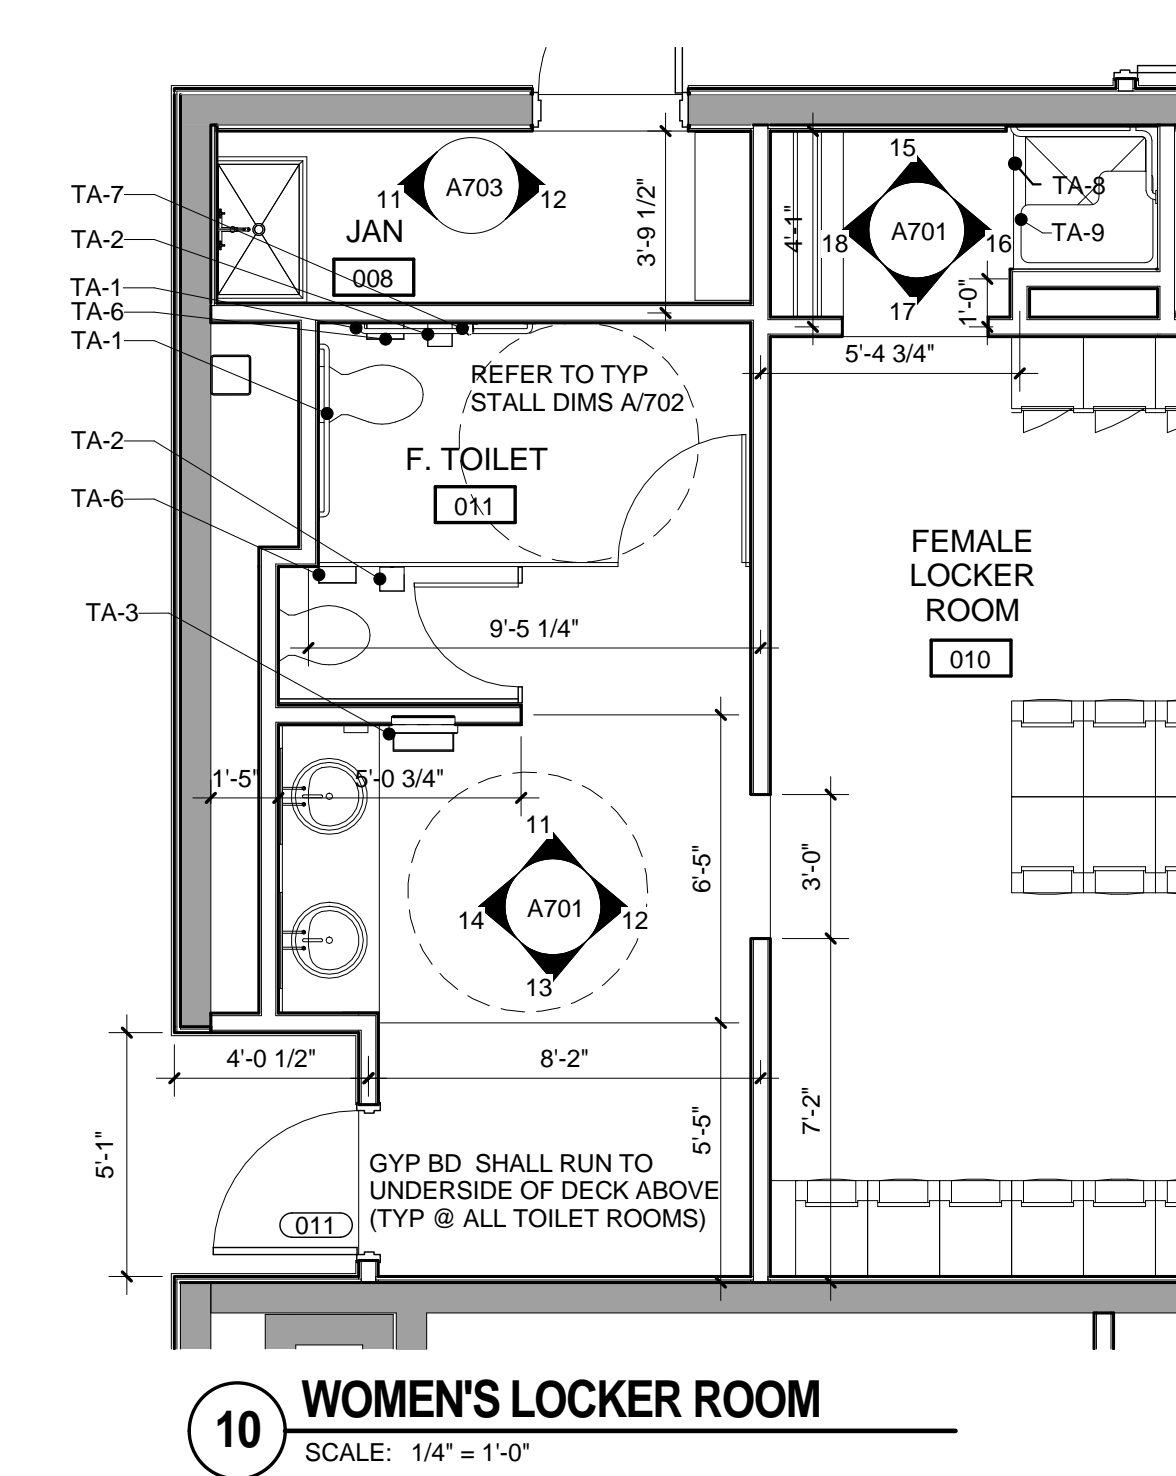 TA-7
TA-2
TA-1
TA-6
TA-1
TA-2
TA-6
TA-3
11
A703
12
JAN
008
3'-9 1/2"
4'-1"
15
18
A701
16
17
TA-8
TA-9
1'-0"
5'-4 3/4"
REFER TO TYP
STALL DIMS A/702
F. TOILET
011
FEMALE
LOCKER
ROOM
010
9'-5 1/4"
1'-5"
5'-0 3/4"
11
14
A701
12
13
6'-5"
3'-0"
4'-0 1/2"
8'-2"
5'-1"
5'-5"
7'-2"
GYP BD  SHALL RUN TO
UNDERSIDE OF DECK ABOVE
(TYP @ ALL TOILET ROOMS)
011
10
WOMEN'S LOCKER ROOM
SCALE:   1/4" = 1'-0"